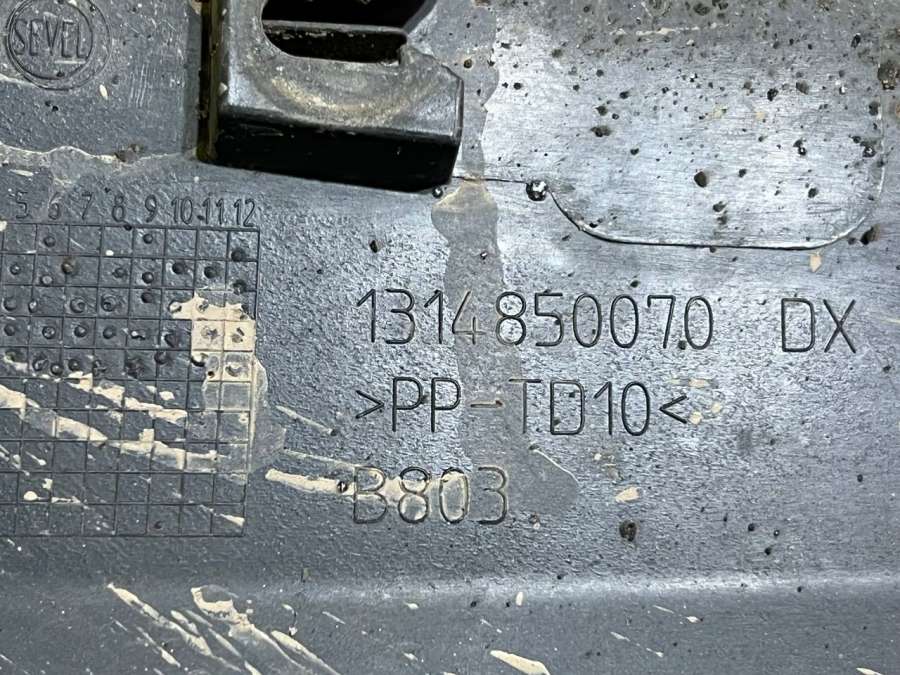 SEVEL
5 6 7 8 9 10 11 12
1314850070 DX
>PP-TD10<
B803